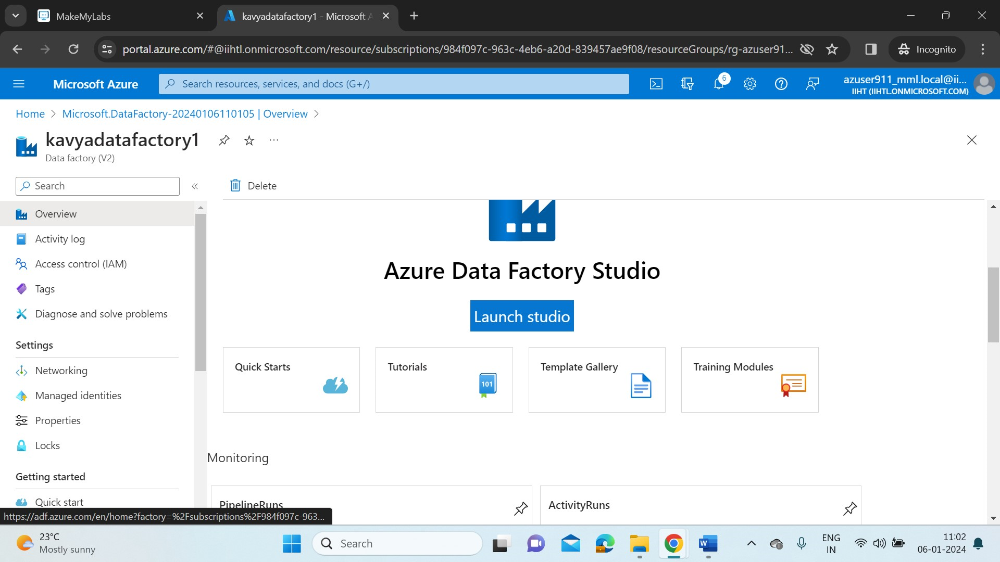 MakeMyLabs
kavyadatafactory1 - Microsoft A
portal.azure.com/#@iihtl.onmicrosoft.com/resource/subscriptions/984f097c-963c-4eb6-a20d-839457ae9f08/resourceGroups/rg-azuser91...
Incognito
Microsoft Azure
Search resources, services, and docs (G+/)
6
azuser911_mml.local@ii...
IIHT (IIHTL.ONMICROSOFT.COM)
Home > Microsoft.DataFactory-20240106110105 | Overview >
kavyadatafactory1
...
Data factory (V2)
Search
«
Delete
Overview
Activity log
Access control (IAM)
Tags
Diagnose and solve problems
Settings
Networking
Managed identities
Properties
Locks
Getting started
Quick start
Azure Data Factory Studio
Launch studio
Quick Starts
Tutorials
101
Template Gallery
Training Modules
Monitoring
PipelineRuns
ActivityRuns
https://adf.azure.com/en/home?factory=%2Fsubscriptions%2F984f097c-963...
23°C
Mostly sunny
Search
W
ENG
IN
11:02
06-01-2024